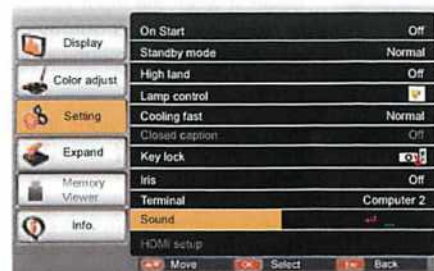 Display
Color adjust
Setting
Expand
Memory Viewer
Info.
On Start Off
Standby mode Normal
High land Off
Lamp control
Cooling fast Normal
Closed caption Off
Key lock
Iris Off
Terminal Computer 2
Sound
HDMI setup
Move Select Back